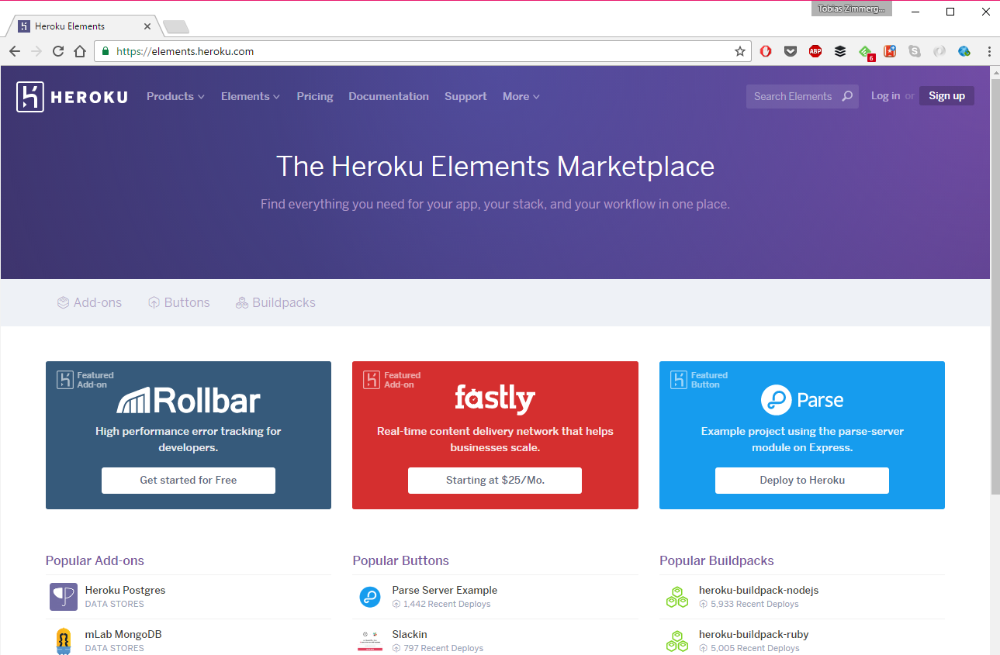 Tobias Zimmerg...
Heroku Elements
https://elements.heroku.com
ABP
6
HEROKU
Products
Elements
Pricing
Documentation
Support
More
Search Elements
Log in or
Sign up
The Heroku Elements Marketplace
Find everything you need for your app, your stack, and your workflow in one place.
Add-ons
Buttons
Buildpacks
Featured
Add-on
Rollbar
High performance error tracking for
developers.
Get started for Free
Featured
Add-on
fastly
Real-time content delivery network that helps
businesses scale.
Starting at $25/Mo.
Featured
Button
Parse
Example project using the parse-server
module on Express.
Deploy to Heroku
Popular Add-ons
Heroku Postgres
DATA STORES
mLab MongoDB
DATA STORES
Popular Buttons
Parse Server Example
1,442 Recent Deploys
Slackin
797 Recent Deploys
Popular Buildpacks
heroku-buildpack-nodejs
5,933 Recent Deploys
heroku-buildpack-ruby
5,005 Recent Deploys